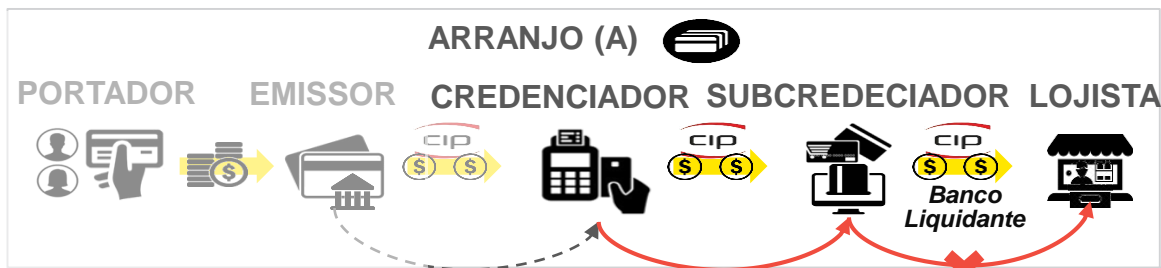 ARRANJO (A)
PORTADOR EMISSOR CREDENCIADOR SUBCREDECIADOR LOJISTA
CIP CIP CIP
$ $ $ $ $ $ $
Banco
Liquidante